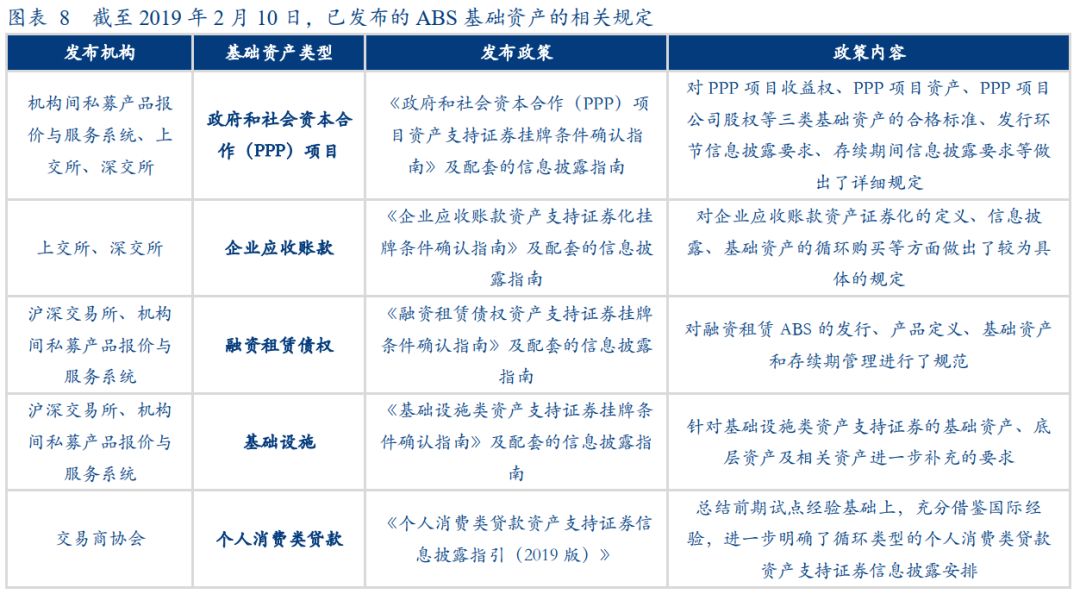 图表 8 截至 2019 年 2 月 10 日，已发布的 ABS 基础资产的相关规定
发布机构 基础资产类型 发布政策 政策内容
机构间私募产品报
价与服务系统、上
交所、深交所
政府和社会资本合
作（PPP）项目
《政府和社会资本合作（PPP）项
目资产支持证券挂牌条件确认指
南》及配套的信息披露指南
对 PPP 项目收益权、PPP 项目资产、PPP 项目
公司股权等三类基础资产的合格标准、发行环
节信息披露要求、存续期间信息披露要求等做
出了详细规定
上交所、深交所
企业应收账款
《企业应收账款资产支持证券化挂
牌条件确认指南》及配套的信息披
露指南
对企业应收账款资产证券化的定义、信息披
露、基础资产的循环购买等方面做出了较为具
体的规定
沪深交易所、机构
间私募产品报价与
服务系统
融资租赁债权
《融资租赁债权资产支持证券挂牌
条件确认指南》及配套的信息披露
指南
对融资租赁 ABS 的发行、产品定义、基础资产
和存续期管理进行了规范
沪深交易所、机构
间私募产品报价与
服务系统
基础设施
《基础设施类资产支持证券挂牌条
件确认指南》及配套的信息披露指
南
针对基础设施类资产支持证券的基础资产、底
层资产及相关资产进一步补充的要求
交易商协会
个人消费类贷款
《个人消费类贷款资产支持证券信
息披露指引（2019 版）》
总结前期试点经验基础上，充分借鉴国际经
验，进一步明确了循环类型的个人消费类贷款
资产支持证券信息披露安排